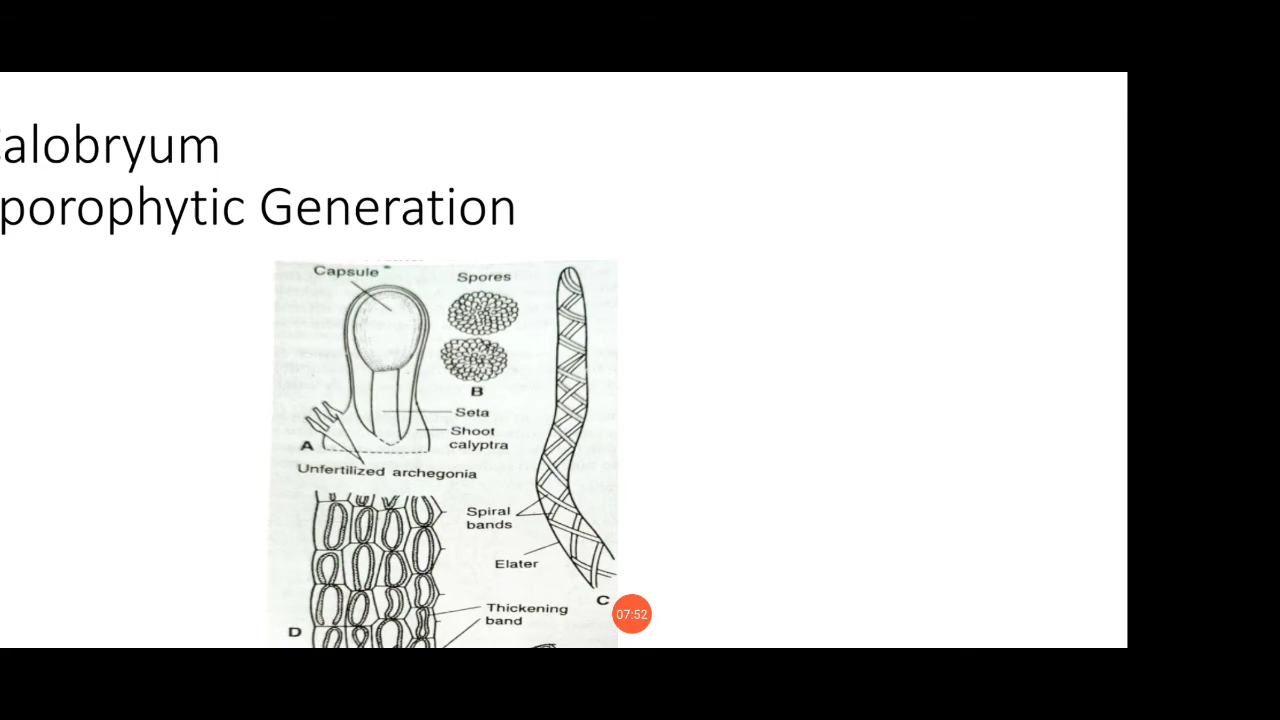 alobryum
porophytic Generation
Capsule
Spores
B
Seta
Shoot
calyptra
A
Unfertilized archegonia
Spiral
bands
Elater
C
07:52
Thickening
band
D